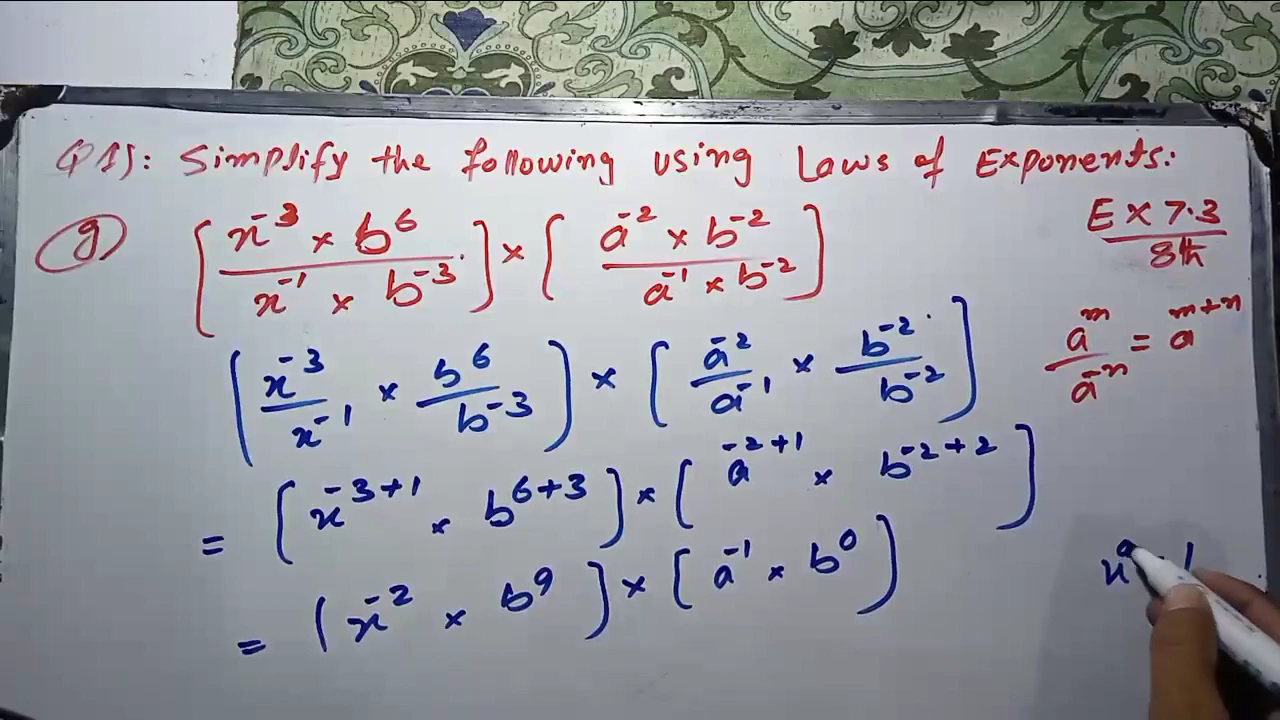 Q 1): Simplify the following using Laws of Exponents:
Ex 7.3
8th
g) [x⁻³ × b⁶ / x⁻¹ × b⁻³] × [a⁻² × b⁻² / a⁻¹ × b⁻²]
aᵐ / a⁻ⁿ = aᵐ⁺ⁿ
[x⁻³ / x⁻¹ × b⁶ / b⁻³] × [a⁻² / a⁻¹ × b⁻² / b⁻²]
= [x⁻³⁺¹ × b⁶⁺³] × [a⁻²⁺¹ × b⁻²⁺²]
= (x⁻² × b⁹] × [a⁻¹ × b⁰]